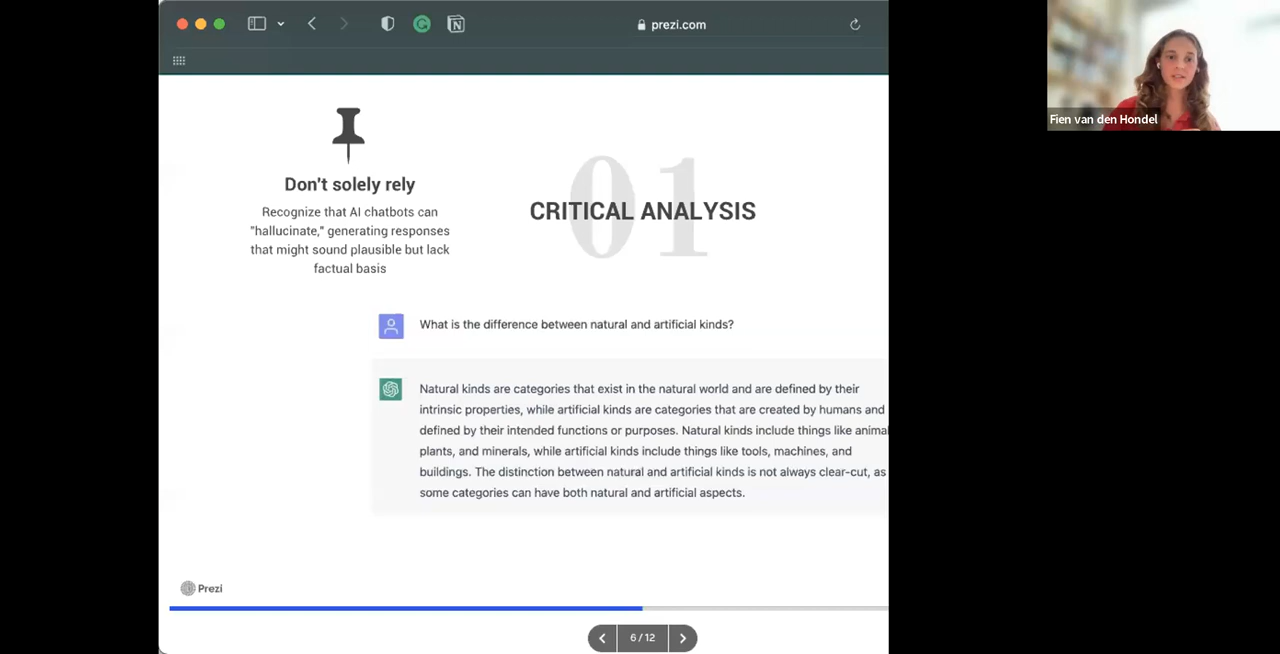 prezi.com
Fien van den Hondel
Don't solely rely
Recognize that AI chatbots can
"hallucinate," generating responses
that might sound plausible but lack
factual basis
01
CRITICAL ANALYSIS
What is the difference between natural and artificial kinds?
Natural kinds are categories that exist in the natural world and are defined by their
intrinsic properties, while artificial kinds are categories that are created by humans and
defined by their intended functions or purposes. Natural kinds include things like animal
plants, and minerals, while artificial kinds include things like tools, machines, and
buildings. The distinction between natural and artificial kinds is not always clear-cut, as
some categories can have both natural and artificial aspects.
Prezi
6 / 12